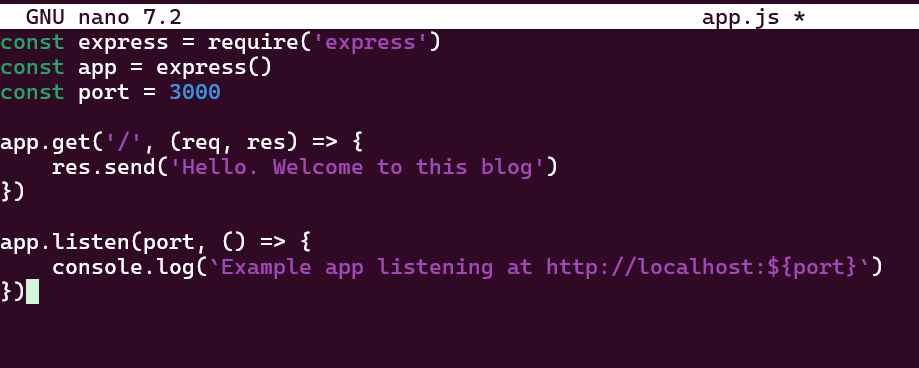 GNU nano 7.2 app.js *
const express = require('express')
const app = express()
const port = 3000

app.get('/', (req, res) => {
    res.send('Hello. Welcome to this blog')
})

app.listen(port, () => {
    console.log(`Example app listening at http://localhost:${port}`)
})